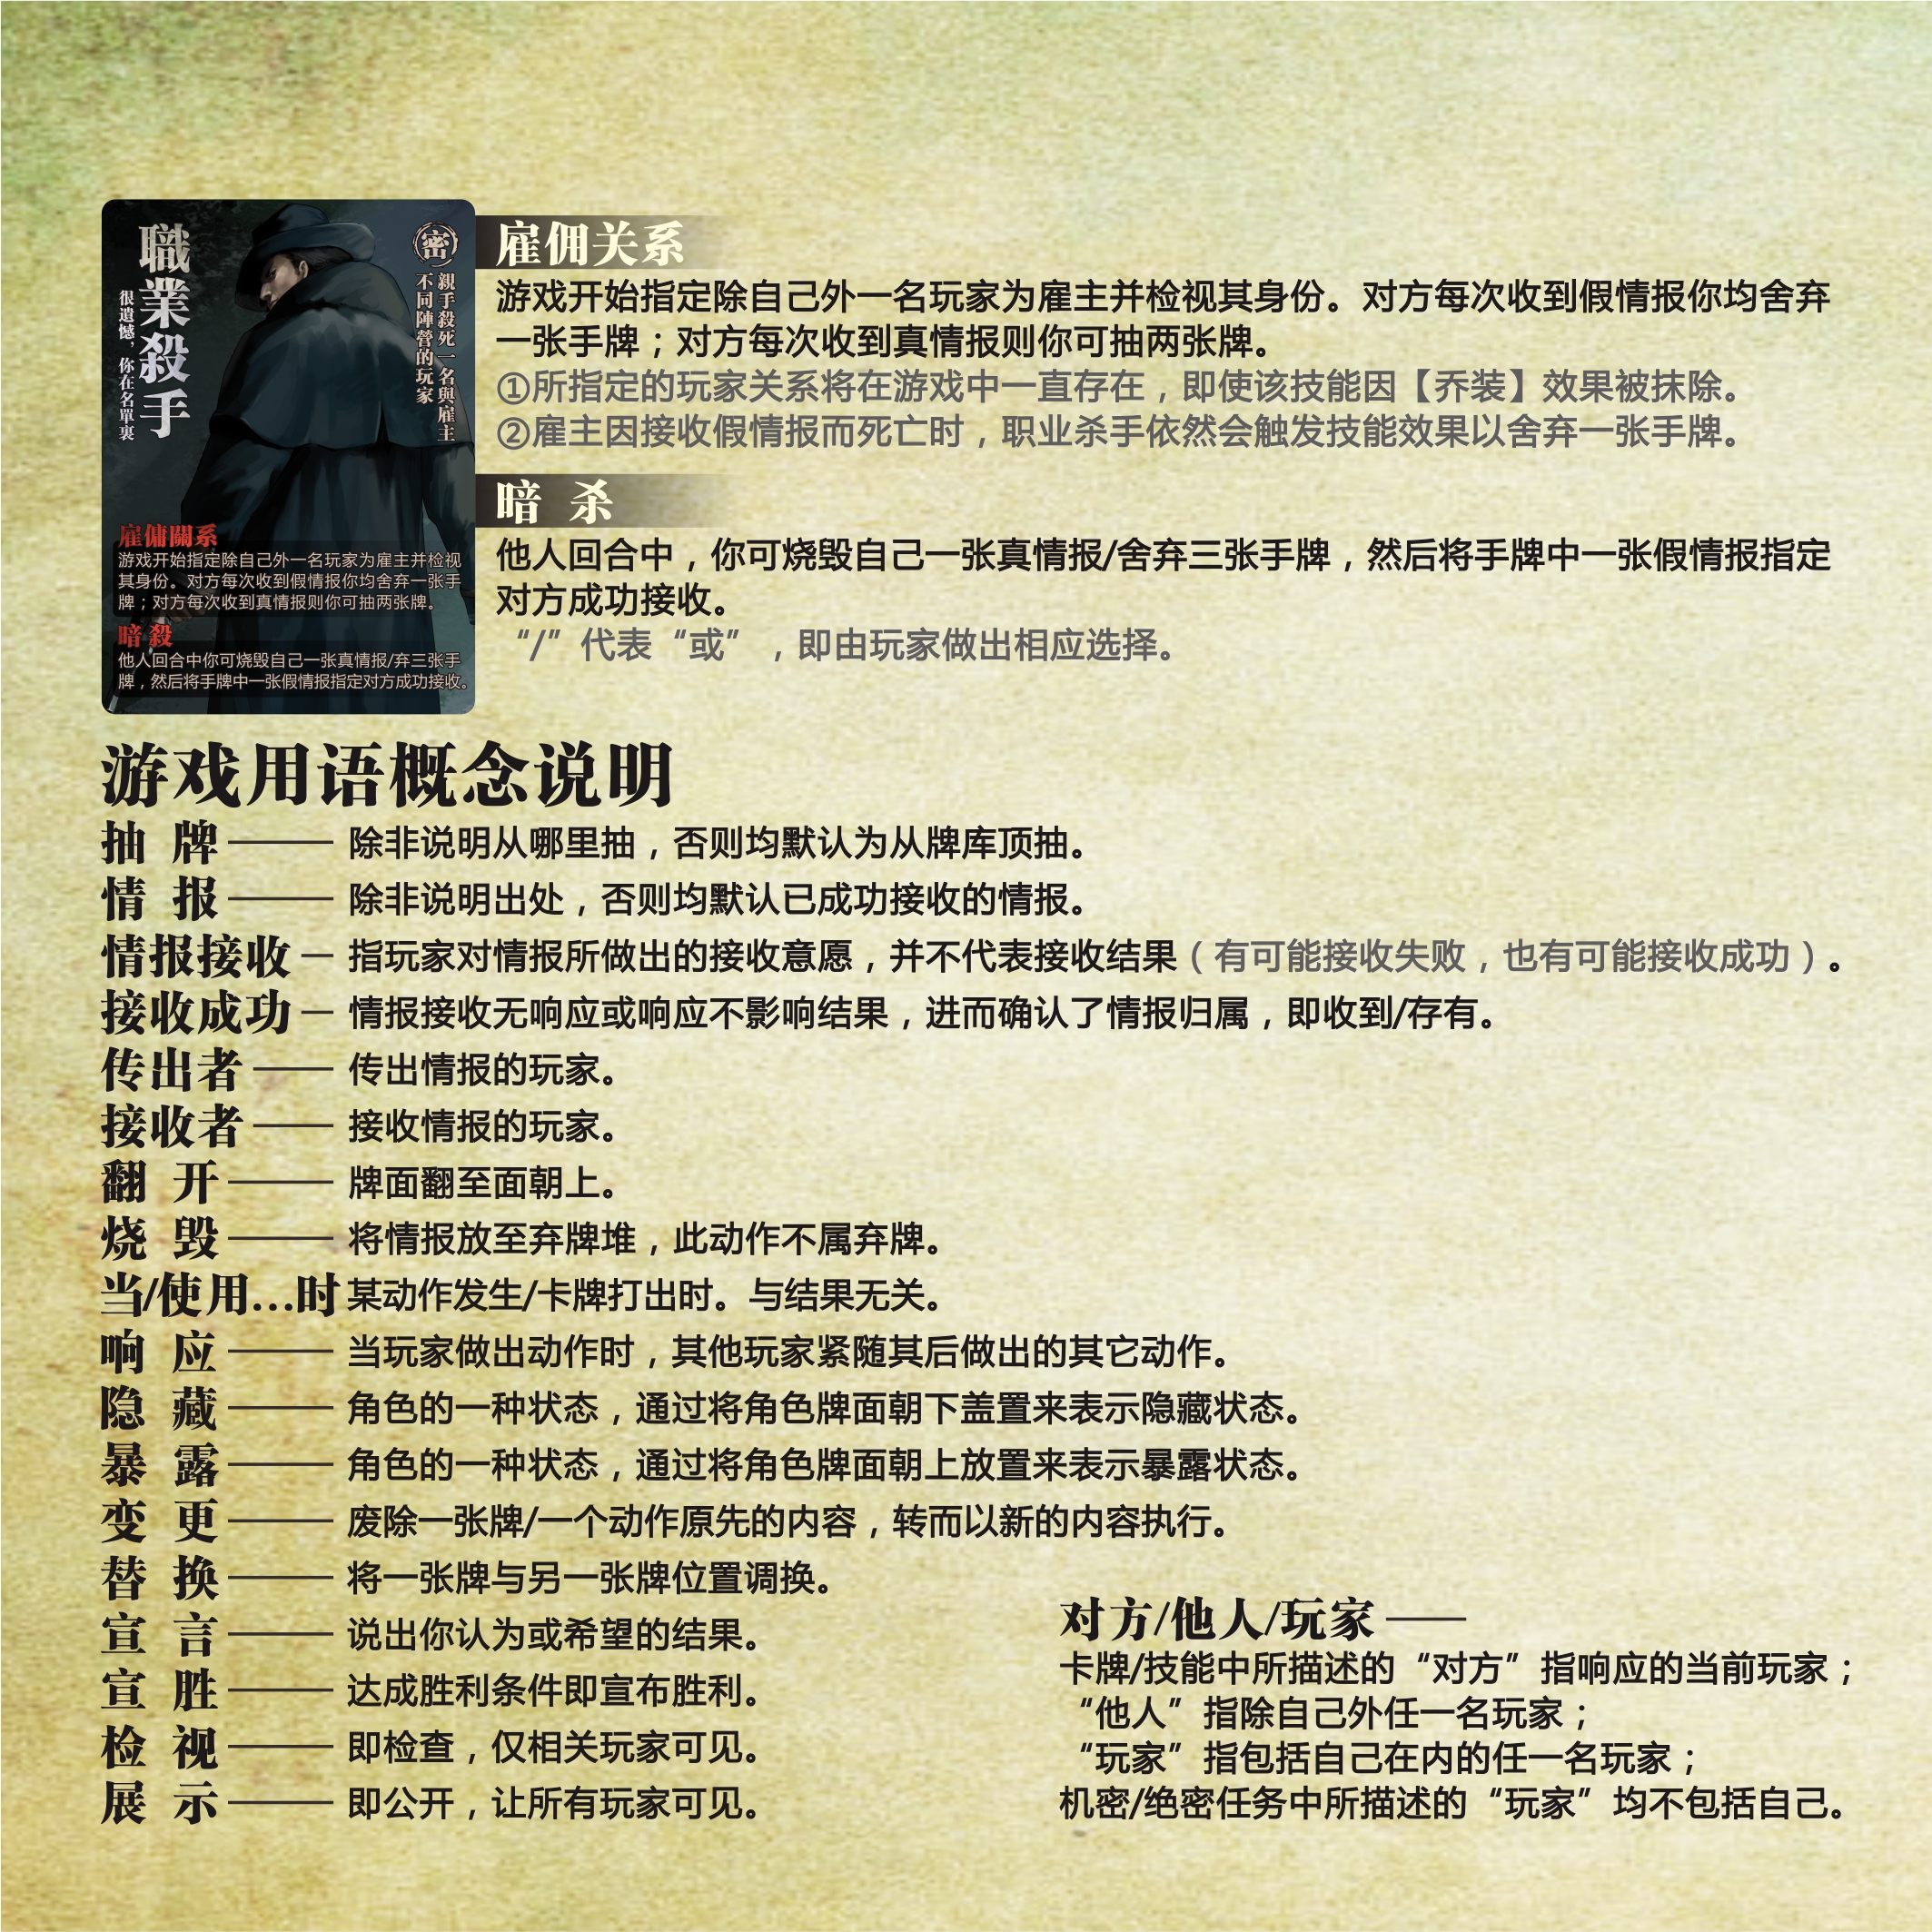 職業殺手
很遺憾，你在名單裏
密
親手殺死一名與雇主
不同陣營的玩家
雇傭關系
游戏开始指定除自己外一名玩家为雇主并检视
其身份。对方每次收到假情报你均舍弃一张手
牌；对方每次收到真情报则你可抽两张牌。
暗 殺
他人回合中你可烧毁自己一张真情报/弃三张手
牌，然后将手牌中一张假情报指定对方成功接收。
雇佣关系
游戏开始指定除自己外一名玩家为雇主并检视其身份。对方每次收到假情报你均舍弃
一张手牌；对方每次收到真情报则你可抽两张牌。
①所指定的玩家关系将在游戏中一直存在，即使该技能因【乔装】效果被抹除。
②雇主因接收假情报而死亡时，职业杀手依然会触发技能效果以舍弃一张手牌。
暗 杀
他人回合中，你可烧毁自己一张真情报/舍弃三张手牌，然后将手牌中一张假情报指定
对方成功接收。
“/”代表“或”，即由玩家做出相应选择。
游戏用语概念说明
抽 牌——除非说明从哪里抽，否则均默认为从牌库顶抽。
情 报——除非说明出处，否则均默认已成功接收的情报。
情报接收—指玩家对情报所做出的接收意愿，并不代表接收结果（有可能接收失败，也有可能接收成功）。
接收成功—情报接收无响应或响应不影响结果，进而确认了情报归属，即收到/存有。
传出者——传出情报的玩家。
接收者——接收情报的玩家。
翻 开——牌面翻至面朝上。
烧 毁——将情报放至弃牌堆，此动作不属弃牌。
当/使用…时 某动作发生/卡牌打出时。与结果无关。
响 应——当玩家做出动作时，其他玩家紧随其后做出的其它动作。
隐 藏——角色的一种状态，通过将角色牌面朝下盖置来表示隐藏状态。
暴 露——角色的一种状态，通过将角色牌面朝上放置来表示暴露状态。
变 更——废除一张牌/一个动作原先的内容，转而以新的内容执行。
替 换——将一张牌与另一张牌位置调换。
宣 言——说出你认为或希望的结果。
宣 胜——达成胜利条件即宣布胜利。
检 视——即检查，仅相关玩家可见。
展 示——即公开，让所有玩家可见。
对方/他人/玩家——
卡牌/技能中所描述的“对方”指响应的当前玩家；
“他人”指除自己外任一名玩家；
“玩家”指包括自己在内的任一名玩家；
机密/绝密任务中所描述的“玩家”均不包括自己。